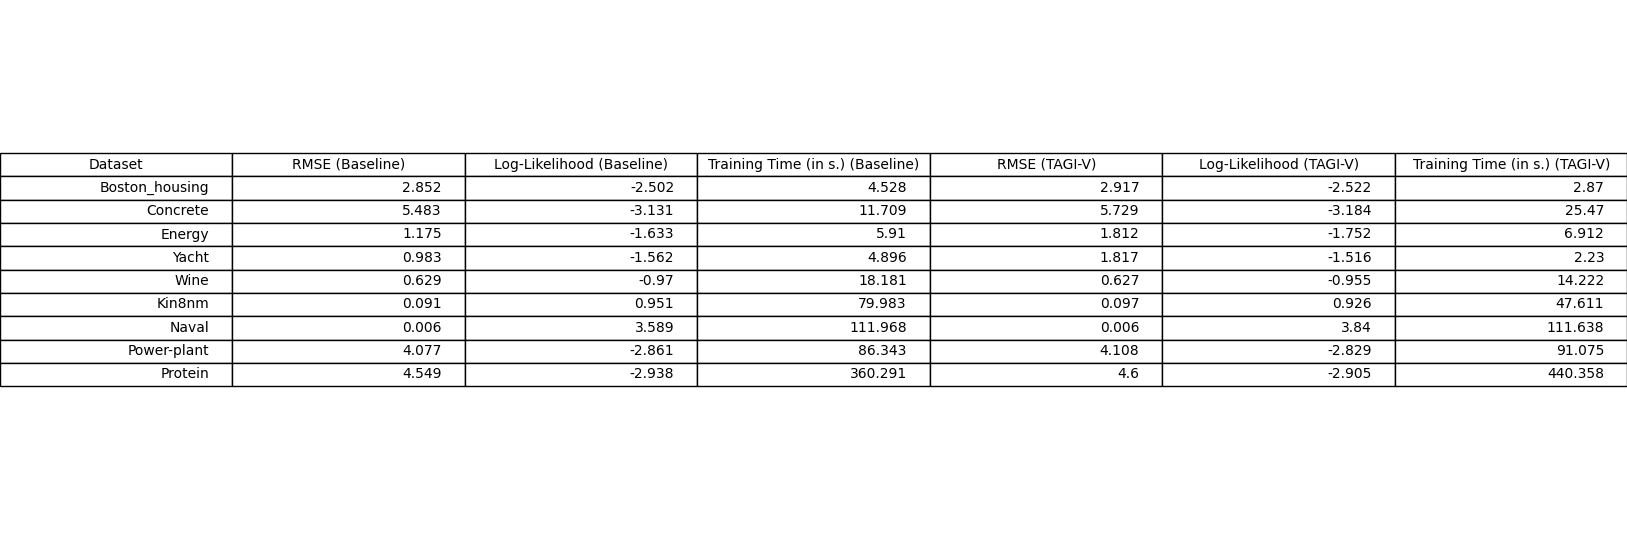 Dataset RMSE (Baseline) Log-Likelihood (Baseline) Training Time (in s.) (Baseline) RMSE (TAGI-V) Log-Likelihood (TAGI-V) Training Time (in s.) (TAGI-V)
Boston_housing 2.852 -2.502 4.528 2.917 -2.522 2.87
Concrete 5.483 -3.131 11.709 5.729 -3.184 25.47
Energy 1.175 -1.633 5.91 1.812 -1.752 6.912
Yacht 0.983 -1.562 4.896 1.817 -1.516 2.23
Wine 0.629 -0.97 18.181 0.627 -0.955 14.222
Kin8nm 0.091 0.951 79.983 0.097 0.926 47.611
Naval 0.006 3.589 111.968 0.006 3.84 111.638
Power-plant 4.077 -2.861 86.343 4.108 -2.829 91.075
Protein 4.549 -2.938 360.291 4.6 -2.905 440.358